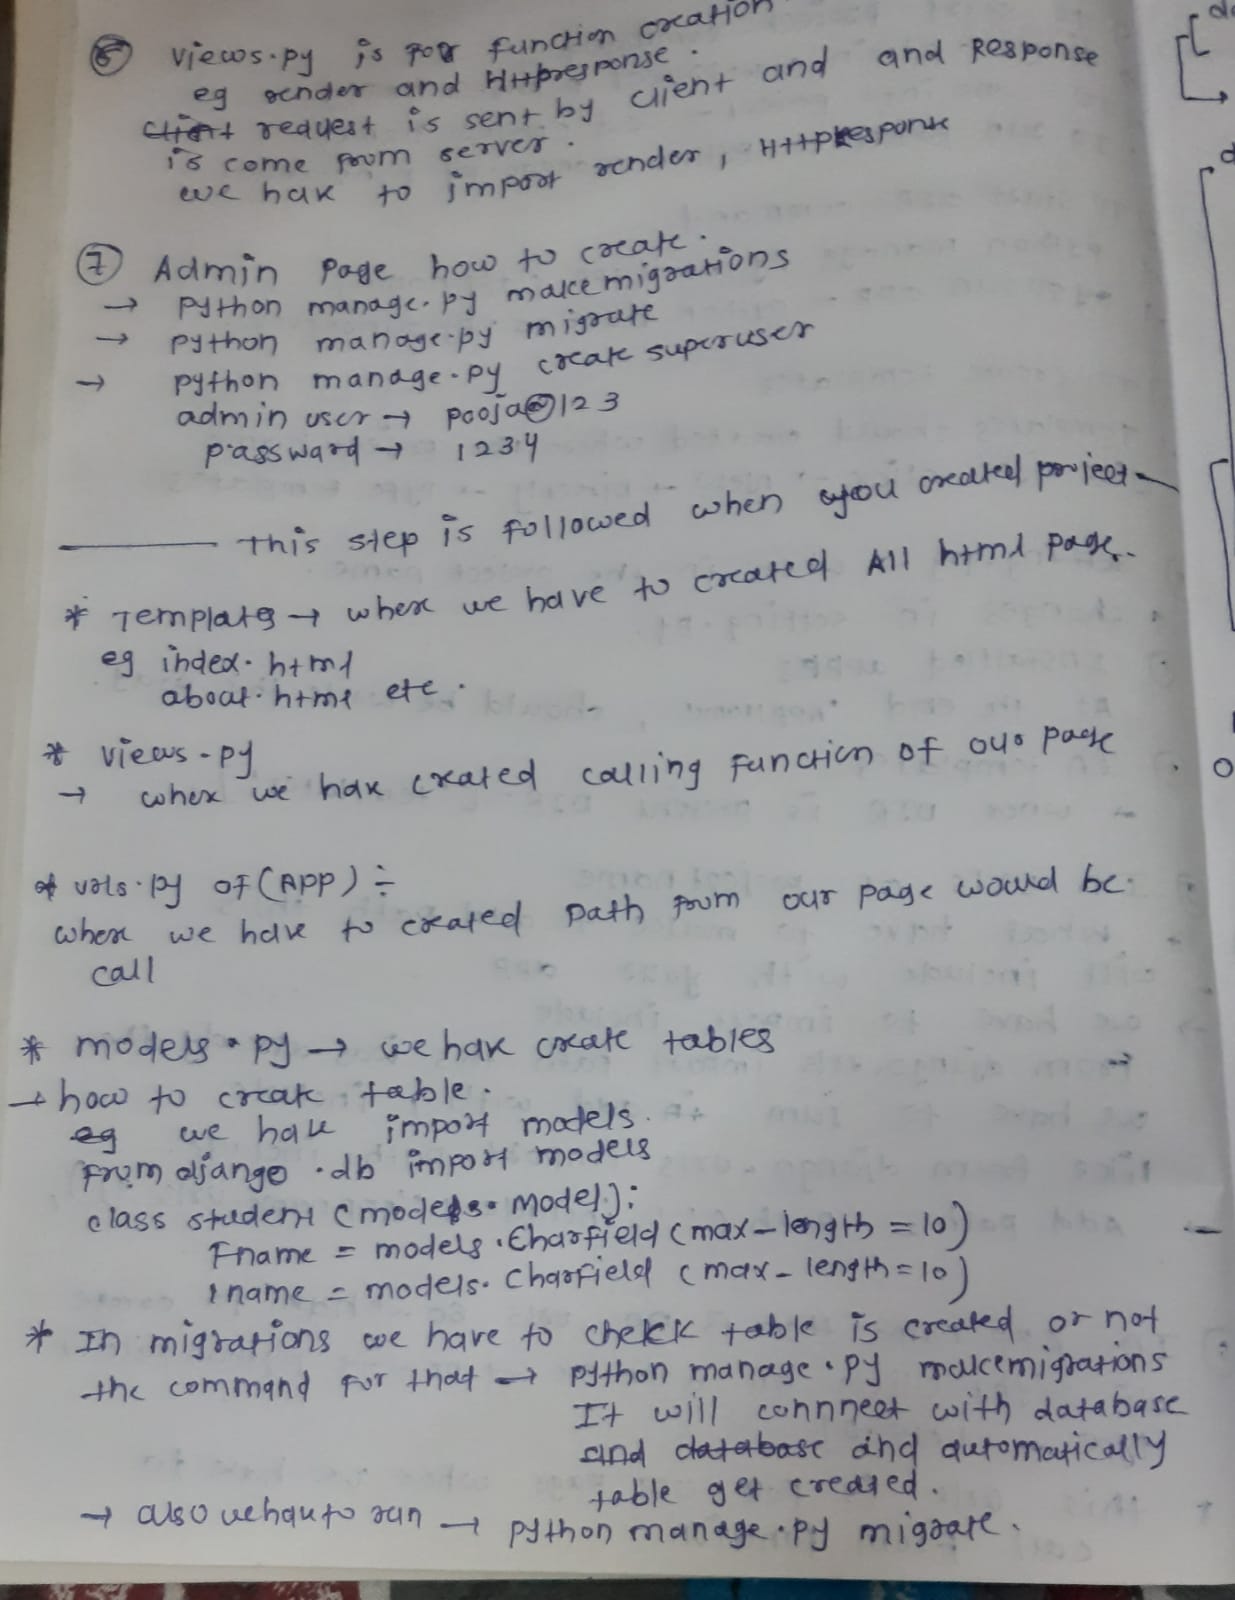 ⑥ views.py is for function creation
eg render and Httpresponse.
client request is sent by client and and Response
is come from server.
we have to import render, Httpresponse
⑦ Admin Page how to create.
→ python manage.py makemigrations
→ python manage.py migrate
→ python manage.py create superuser
admin user → pooja@123
passward → 1234
this step is followed when you created project
* Template → where we have to created All html page.
eg index.html
about.html etc.
* views.py
→ where we have created calling function of our page
* urls.py of (APP) ÷
where we have to created path from our page would be
call
* models.py → we have create tables
→ how to create table.
eg we have import models.
From django.db import models
class student (models.Model):
Fname = models.Charfield (max_length = 10)
lname = models.Charfield (max_length = 10)
* In migrations we have to chekk table is created or not
the command for that → python manage.py makemigrations
It will connneet with database
and database and automatically
table get created.
→ also we have to run → python manage.py migrate.